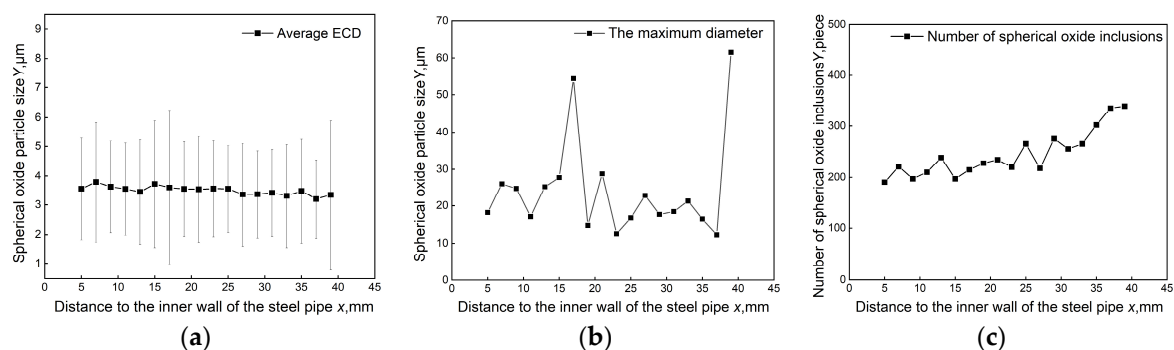 Spherical oxide particle size Y,μm
9
8
7
6
5
4
3
2
1
Average ECD
0 5 10 15 20 25 30 35 40 45
Distance to the inner wall of the steel pipe x,mm
(a)
Spherical oxide particle size Y,μm
70
60
50
40
30
20
10
0
The maximum diameter
0 5 10 15 20 25 30 35 40 45
Distance to the inner wall of the steel pipe x,mm
(b)
Number of spherical oxide inclusionsY,piece
500
400
300
200
100
0
Number of spherical oxide inclusions
0 5 10 15 20 25 30 35 40 45
Distance to the inner wall of the steel pipe x,mm
(c)